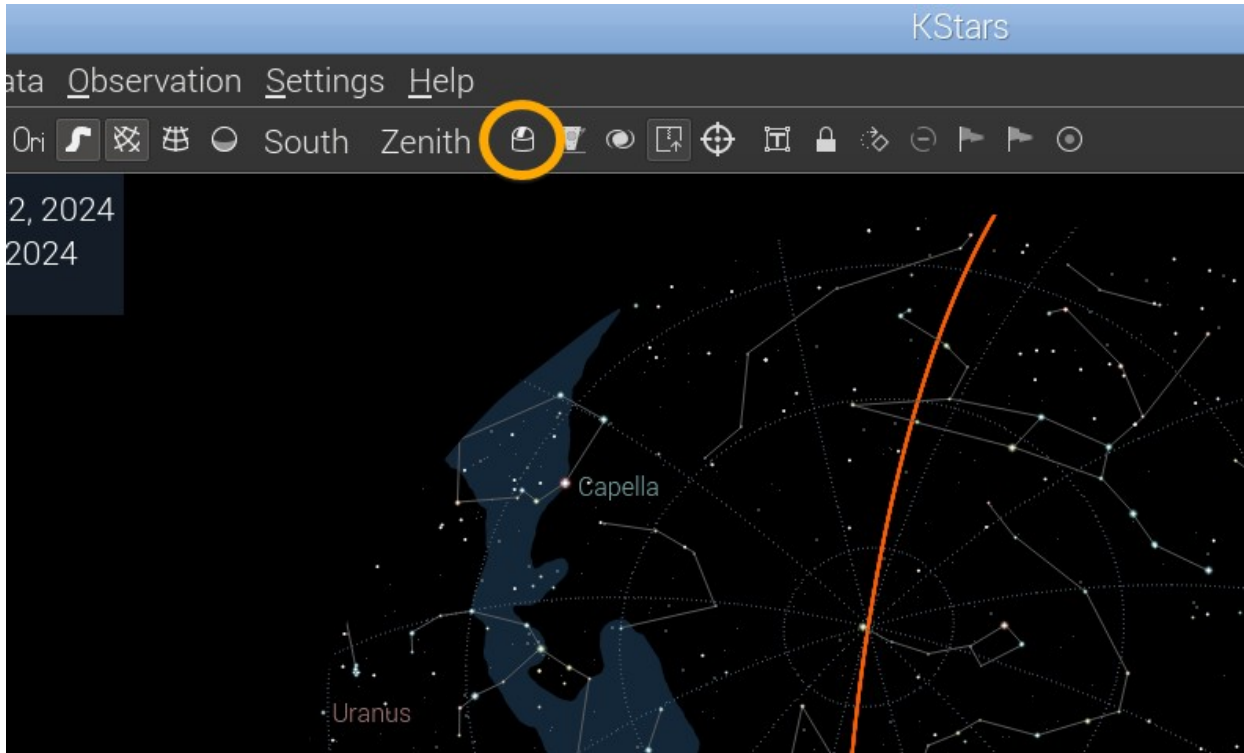 KStars
ata Observation Settings Help
Ori South Zenith T
2, 2024
2024
Capella
Uranus